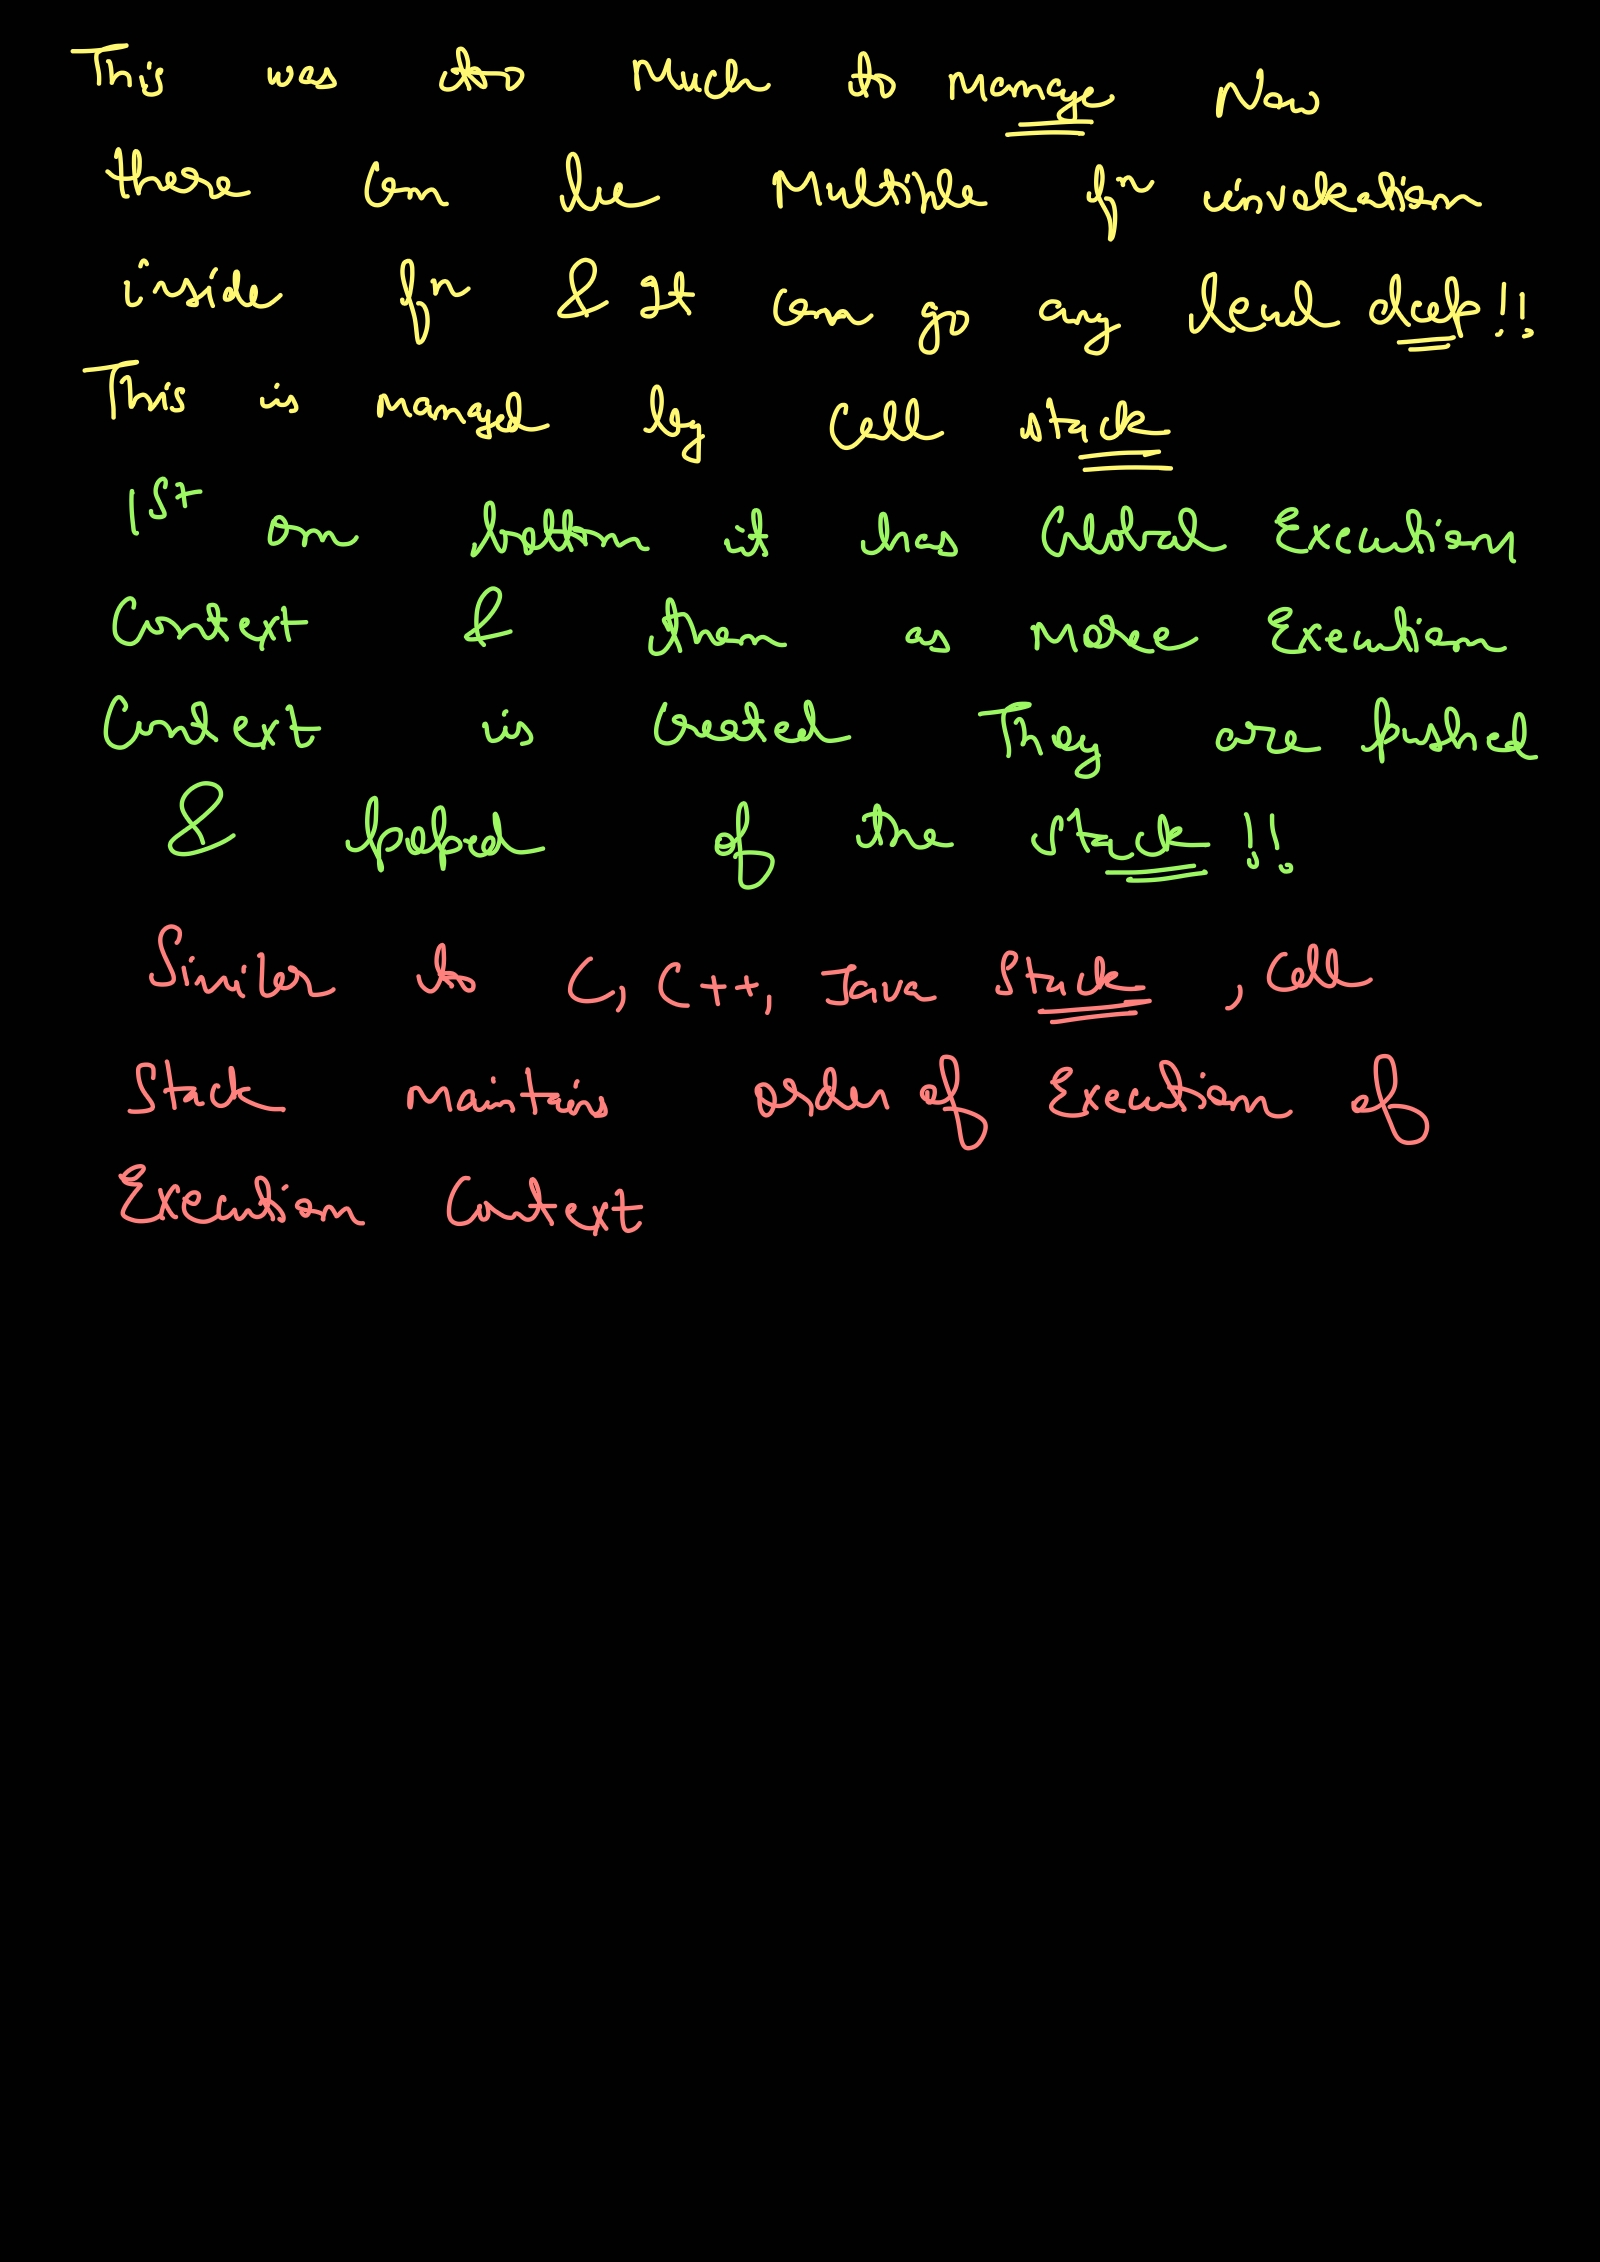 This was too Much to Manage Now
there can be Multiple fn invokation
inside fn & It can go any level deep!!
This is Managed by Call stack
1st on bottom it has Global Execution
Context & then as More Execution
Context is Created They are pushed
& poped of the Stack!!
Similar to C, C++, Java Stack, Call
Stack Maintains order of Execution of
Execution Context